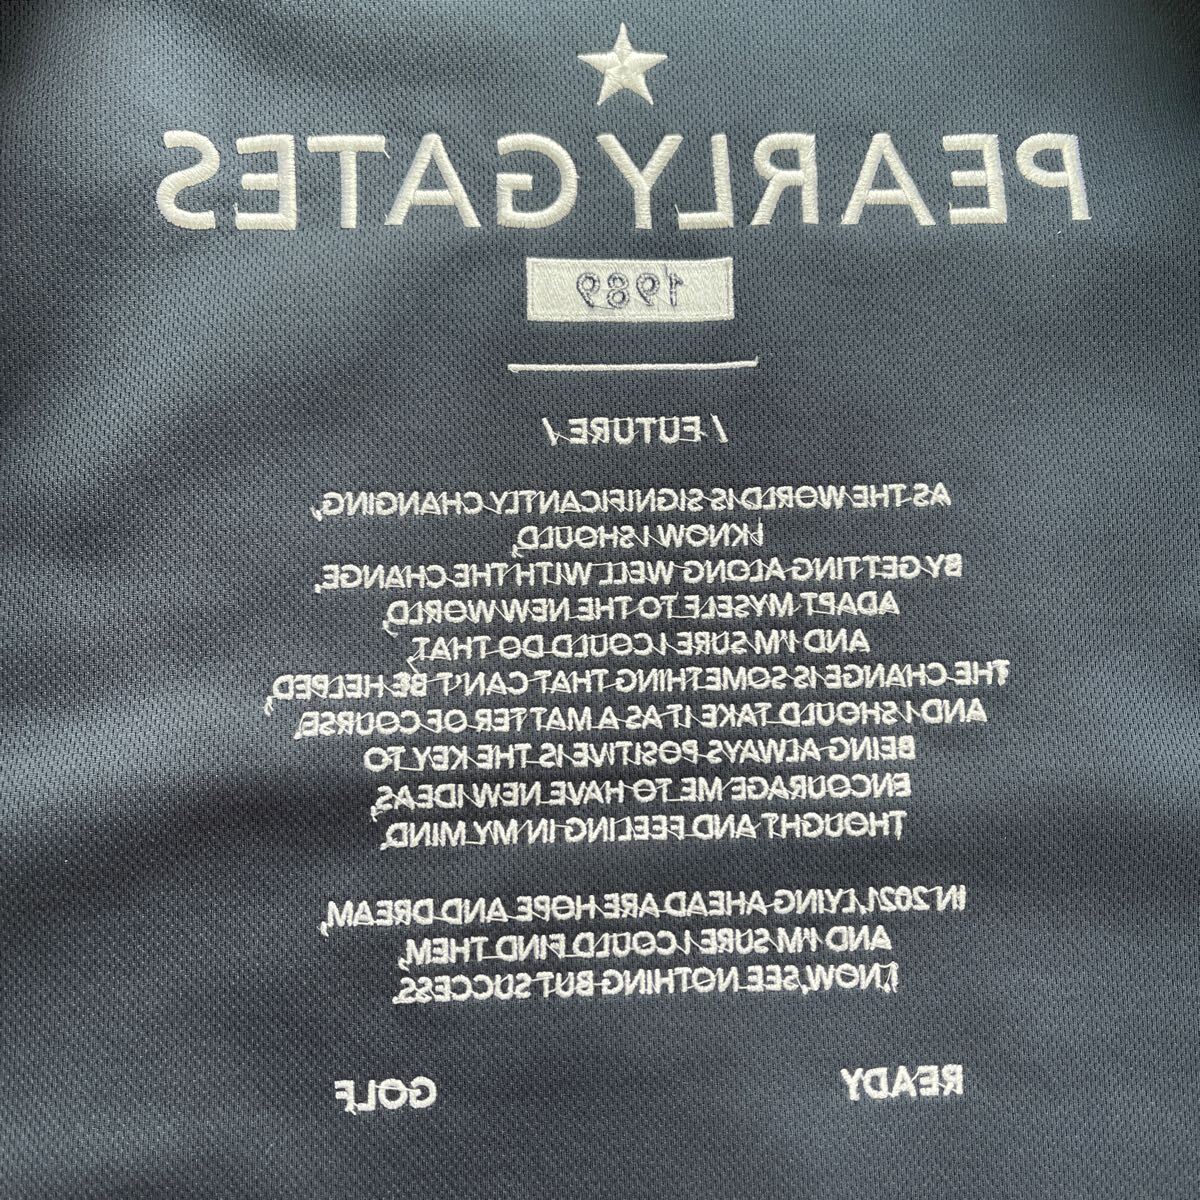 PEARLY GATES
1989
/ FUTURE /
AS THE WORLD IS SIGNIFICANTLY CHANGING,
I KNOW I SHOULD,
BY GETTING ALONG WELL WITH THE CHANGE,
ADAPT MYSELF TO THE NEW WORLD,
AND I'M SURE I COULD DO THAT,
THE CHANGE IS SOMETHING THAT CAN'T BE HELPED,
AND I SHOULD TAKE IT AS A MATTER OF COURSE.
BEING ALWAYS POSITIVE IS THE KEY TO
ENCOURAGE ME TO HAVE NEW IDEAS,
THOUGHT AND FEELING IN MY MIND.
IN 2021, LYING AHEAD ARE HOPE AND DREAM,
AND I'M SURE I COULD FIND THEM,
I, NOW, SEE NOTHING BUT SUCCESS.
READY GOLF